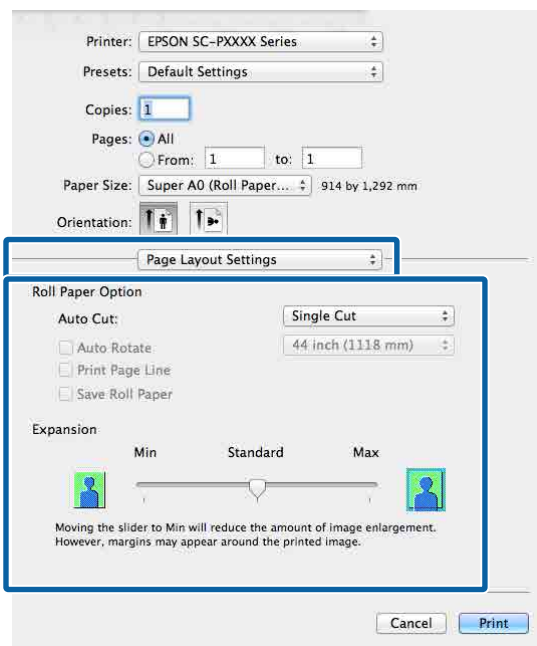 Printer: EPSON SC-PXXXX Series
Presets: Default Settings
Copies: 1
Pages: All
From: 1 to: 1
Paper Size: Super A0 (Roll Paper... 914 by 1,292 mm
Orientation:
Page Layout Settings
Roll Paper Option
Auto Cut: Single Cut
Auto Rotate 44 inch (1118 mm)
Print Page Line
Save Roll Paper
Expansion
Min Standard Max
Moving the slider to Min will reduce the amount of image enlargement.
However, margins may appear around the printed image.
Cancel Print